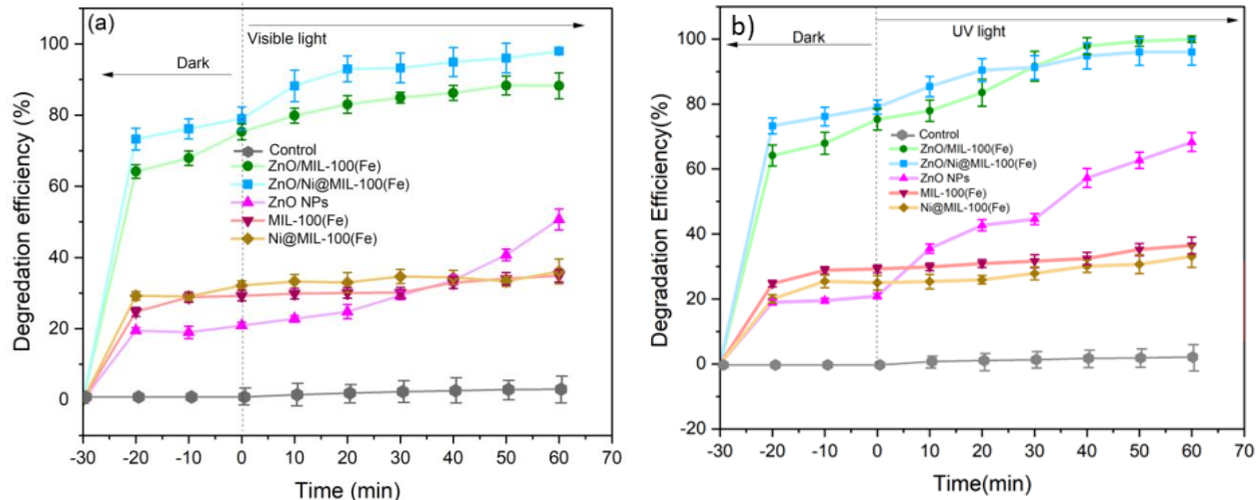 (a)
Visible light
Dark
Control
ZnO/MIL-100(Fe)
ZnO/Ni@MIL-100(Fe)
ZnO NPs
MIL-100(Fe)
Ni@MIL-100(Fe)
Degredation efficiency (%)
100
80
60
40
20
0
-30 -20 -10 0 10 20 30 40 50 60 70
Time (min)
b)
UV light
Dark
Control
ZnO/MIL-100(Fe)
ZnO/Ni@MIL-100(Fe)
ZnO NPs
MIL-100(Fe)
Ni@MIL-100(Fe)
Degredation Efficiency(%)
100
80
60
40
20
0
-20
-30 -20 -10 0 10 20 30 40 50 60 70
Time(min)